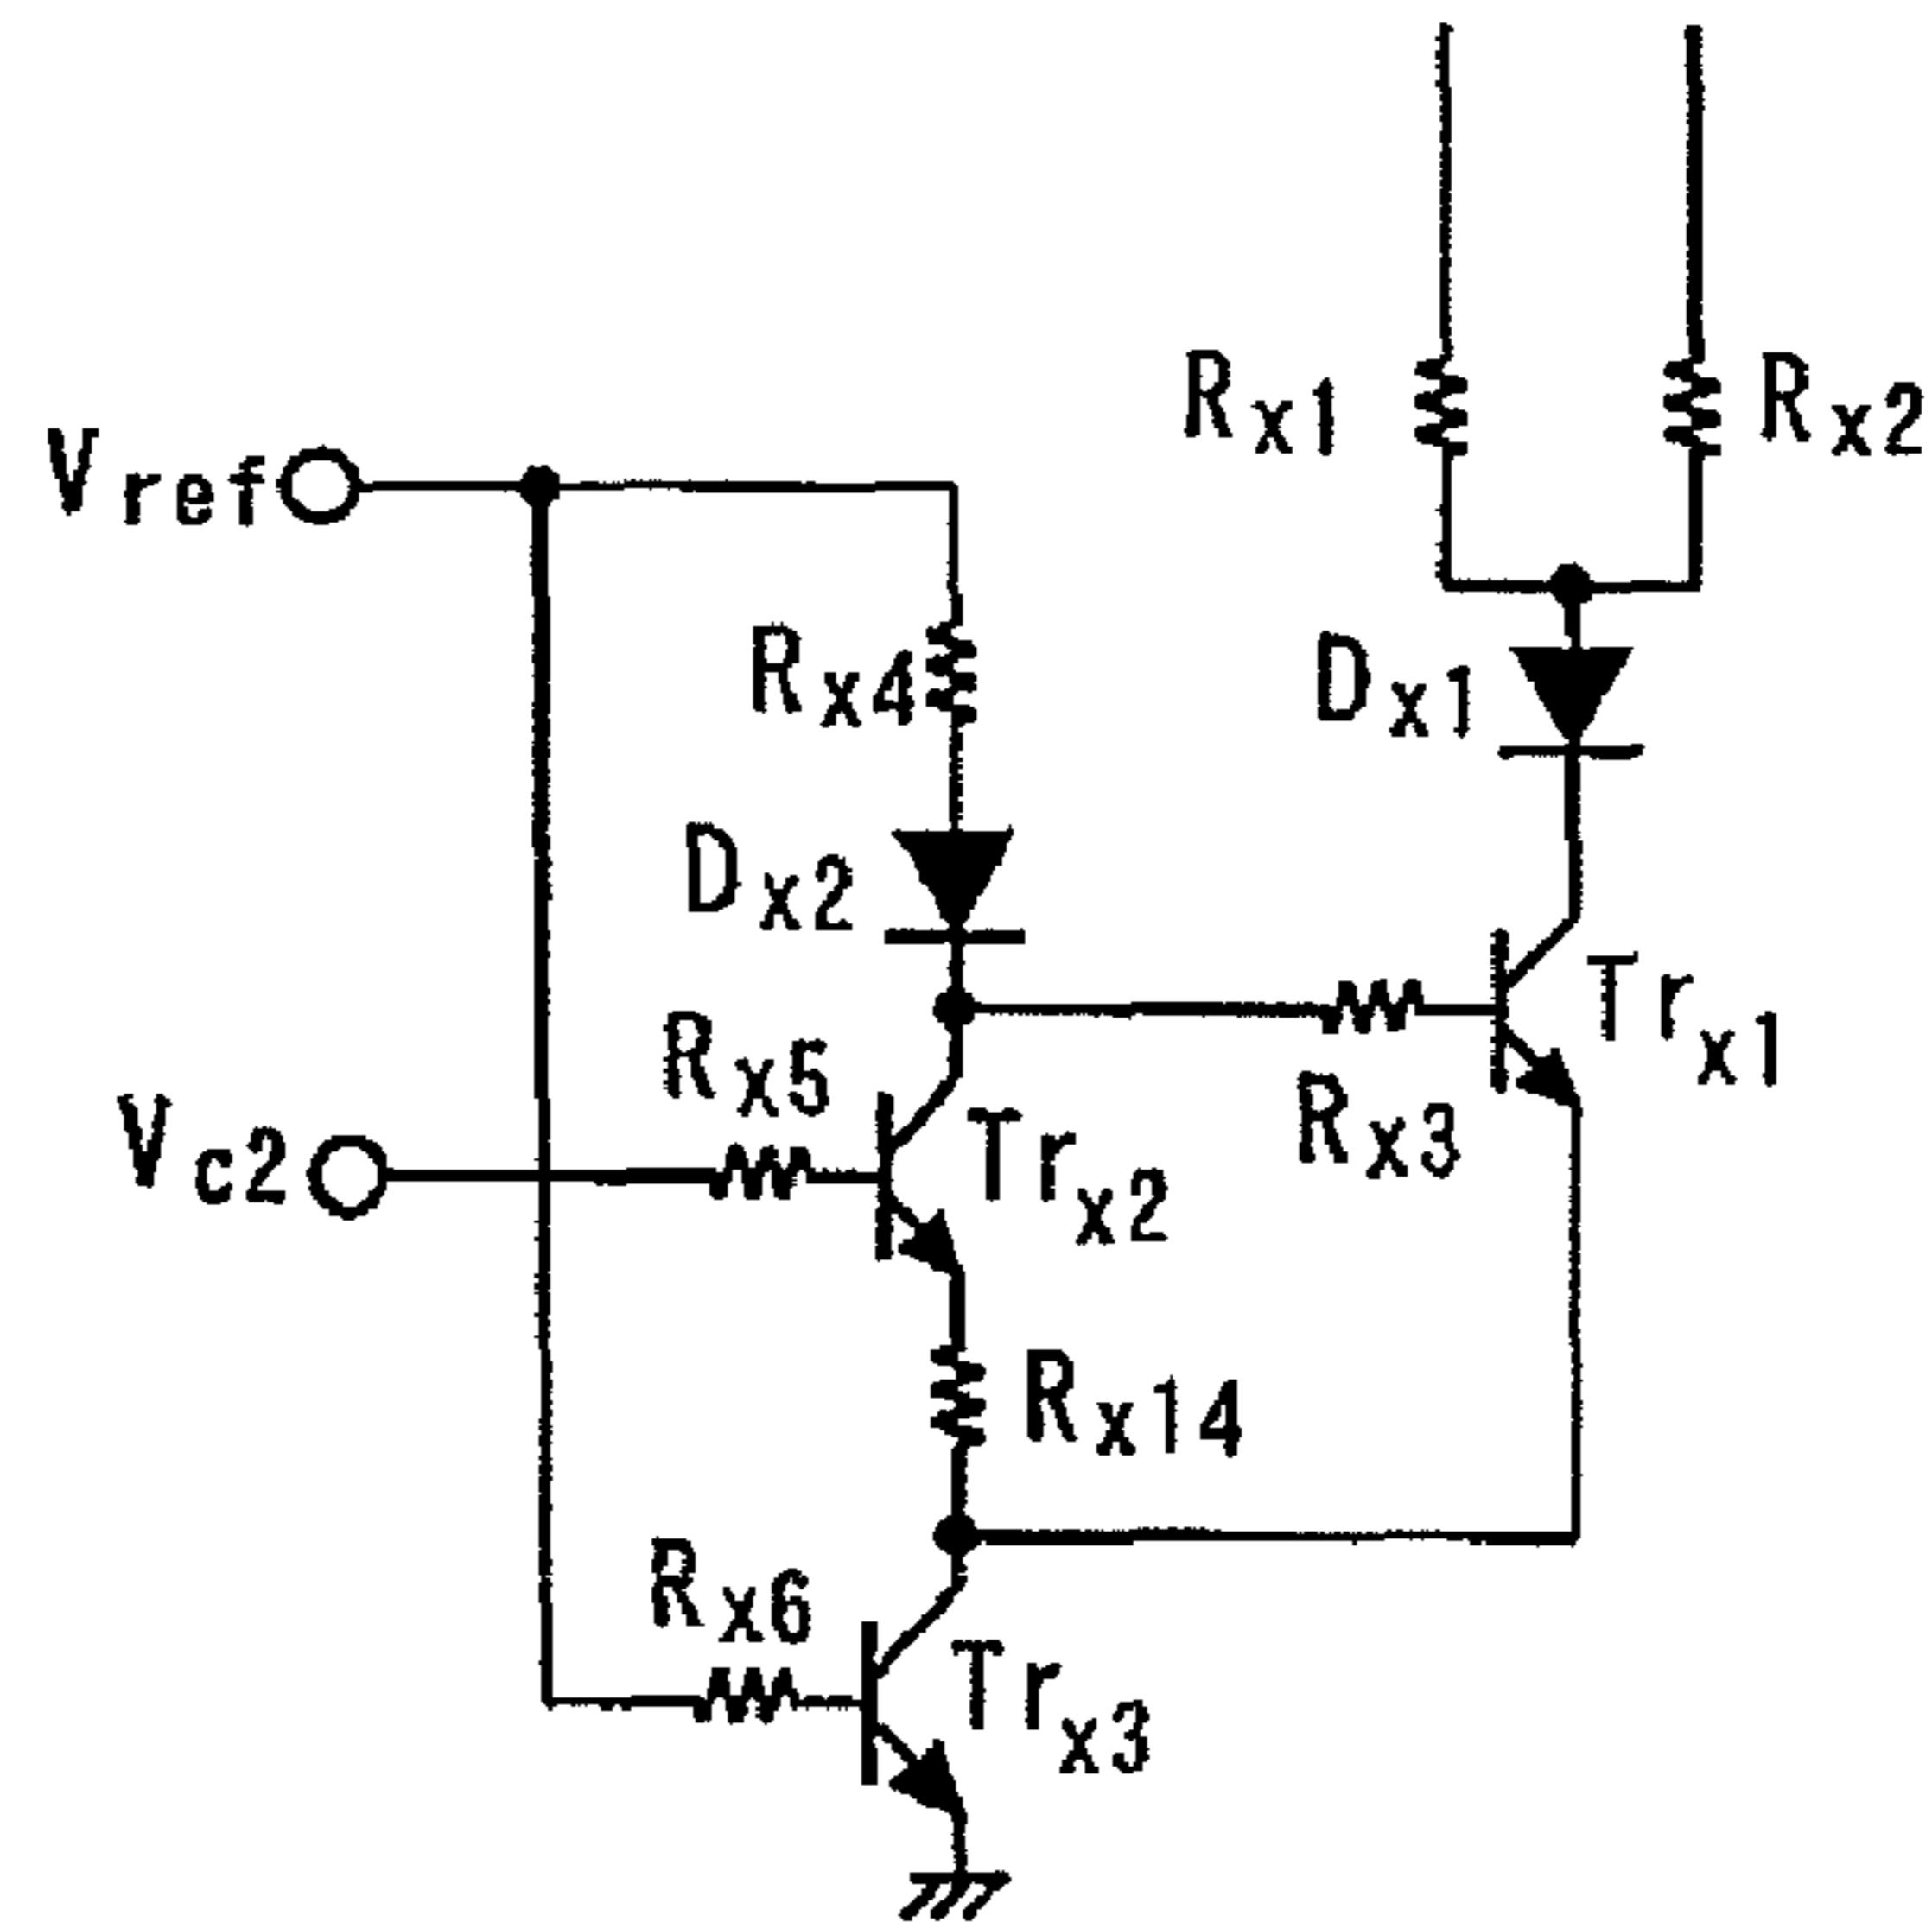 Rx1
Rx2
Vref
Rx4
Dx1
Dx2
Trx1
Rx5
Rx3
Vc2
Trx2
Rx14
Rx6
Trx3